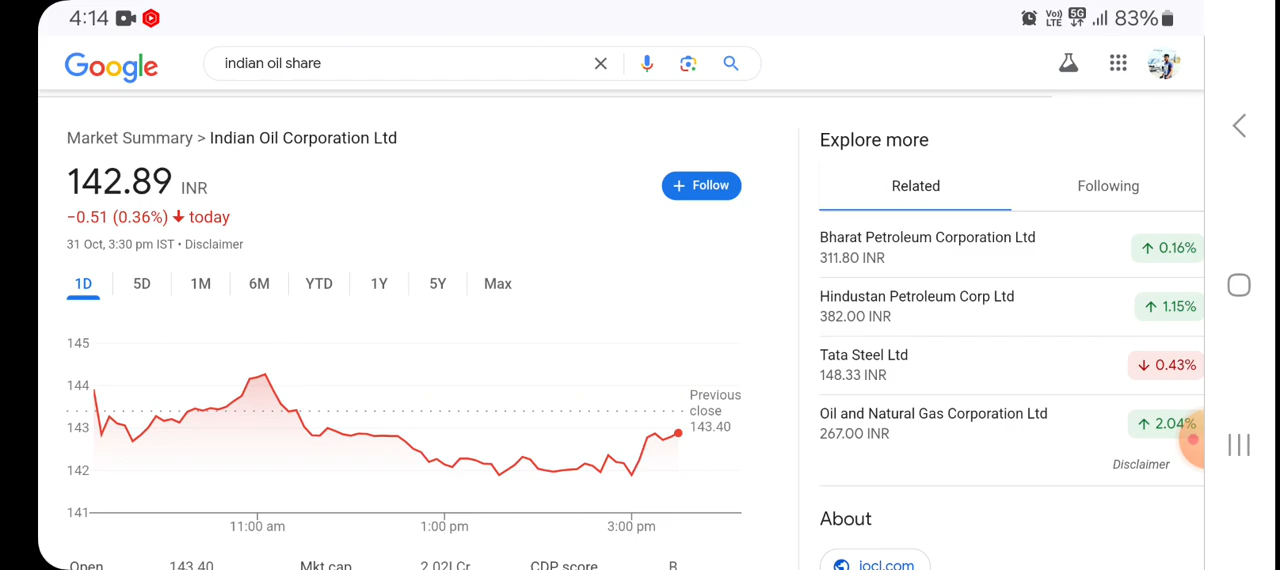 4:14
Vo) LTE 5G 83%
Google
indian oil share
Market Summary > Indian Oil Corporation Ltd
142.89 INR
+ Follow
−0.51 (0.36%) ↓ today
31 Oct, 3:30 pm IST • Disclaimer
1D 5D 1M 6M YTD 1Y 5Y Max
145
144
143
142
141
Previous
close
143.40
11:00 am 1:00 pm 3:00 pm
Open 143.40 Mkt cap 2.02LCr CDP score B
Explore more
Related Following
Bharat Petroleum Corporation Ltd
311.80 INR
↑ 0.16%
Hindustan Petroleum Corp Ltd
382.00 INR
↑ 1.15%
Tata Steel Ltd
148.33 INR
↓ 0.43%
Oil and Natural Gas Corporation Ltd
267.00 INR
↑ 2.04%
Disclaimer
About
iocl.com